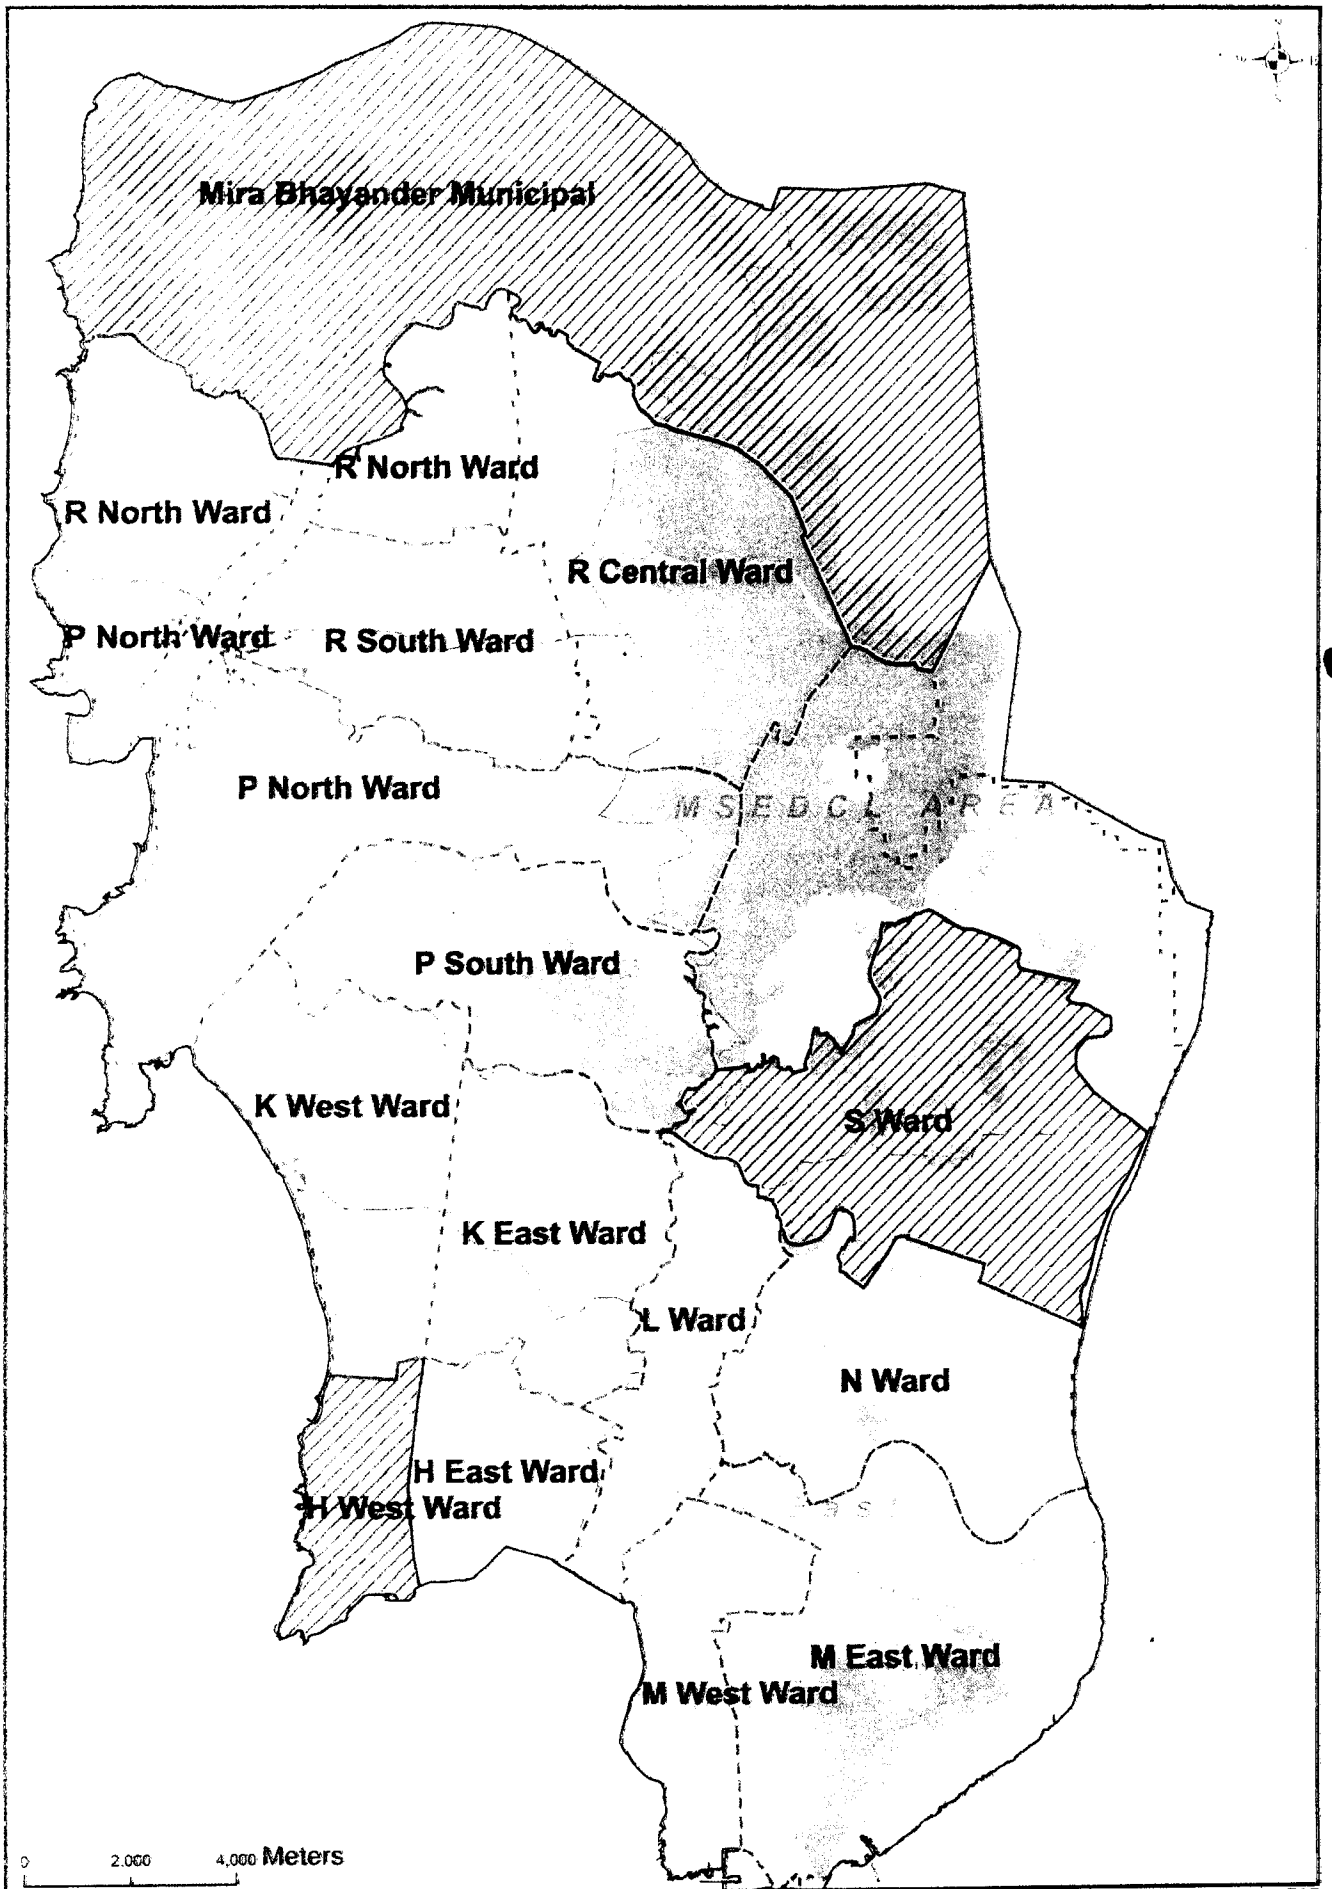 Mira Bhayander Municipal
R North Ward
R North Ward
R Central Ward
P North Ward
R South Ward
P North Ward
MSEDCL AREA
P South Ward
K West Ward
S Ward
K East Ward
L Ward
N Ward
H East Ward
H West Ward
M East Ward
M West Ward
0 2,000 4,000 Meters